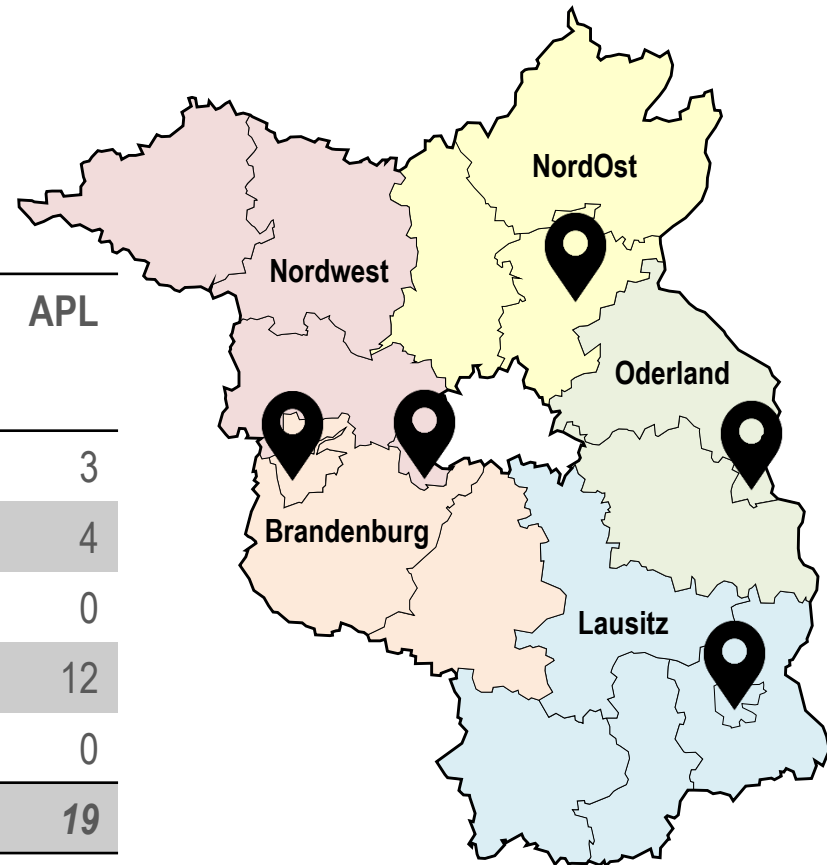 APL
3
4
0
12
0
19
NordOst
Nordwest
Oderland
Brandenburg
Lausitz